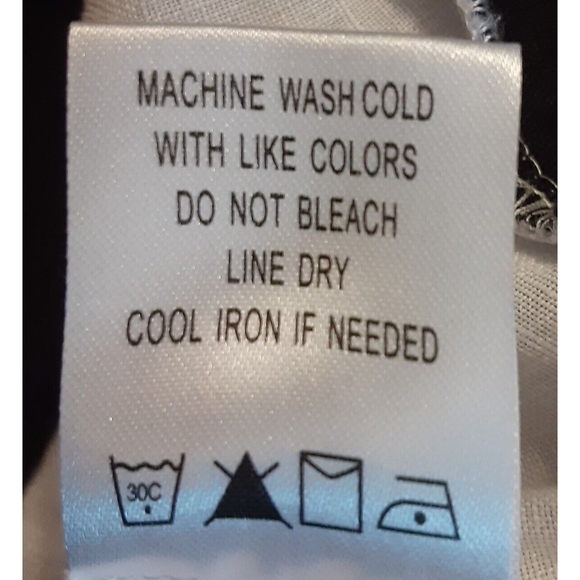 MACHINE WASH COLD
WITH LIKE COLORS
DO NOT BLEACH
LINE DRY
COOL IRON IF NEEDED
30C